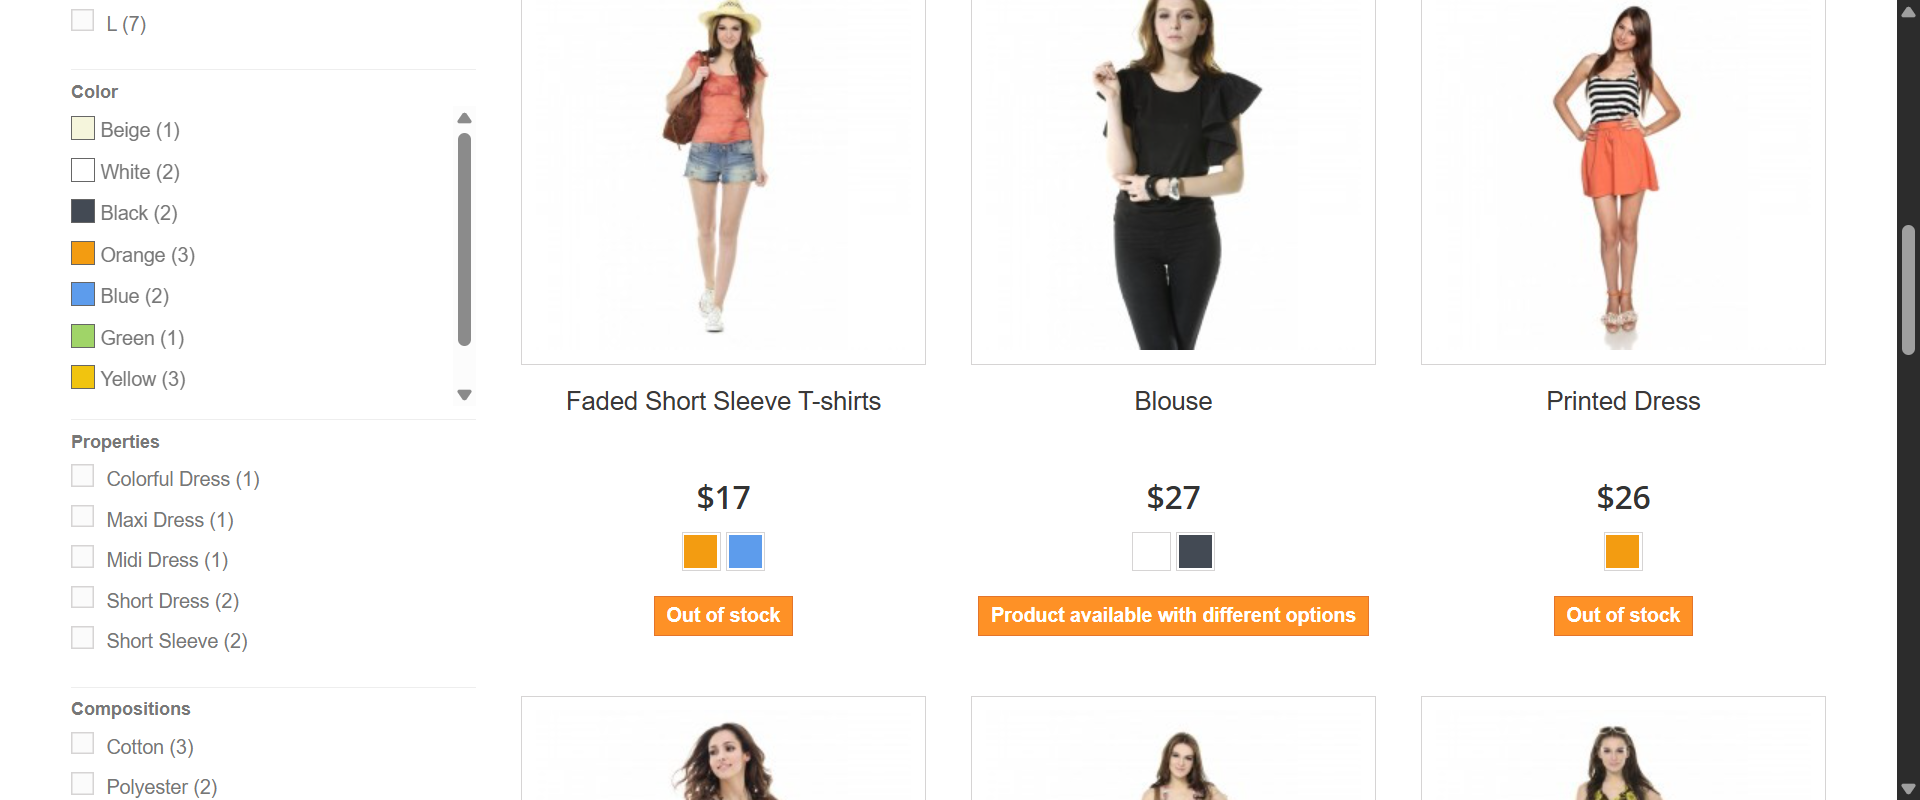 L (7)
Color
Beige (1)
White (2)
Black (2)
Orange (3)
Blue (2)
Green (1)
Yellow (3)
Properties
Colorful Dress (1)
Maxi Dress (1)
Midi Dress (1)
Short Dress (2)
Short Sleeve (2)
Compositions
Cotton (3)
Polyester (2)
Faded Short Sleeve T-shirts
$17
Out of stock
Blouse
$27
Product available with different options
Printed Dress
$26
Out of stock